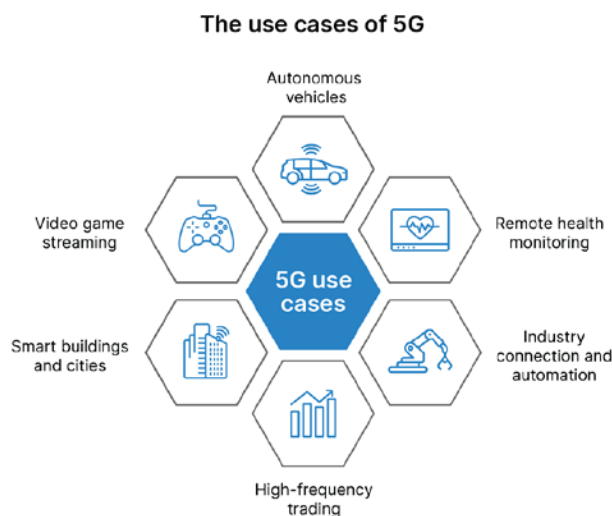 The use cases of 5G
Autonomous
vehicles
Video game
streaming
Remote health
monitoring
5G use
cases
Smart buildings
and cities
Industry
connection and
automation
High-frequency
trading